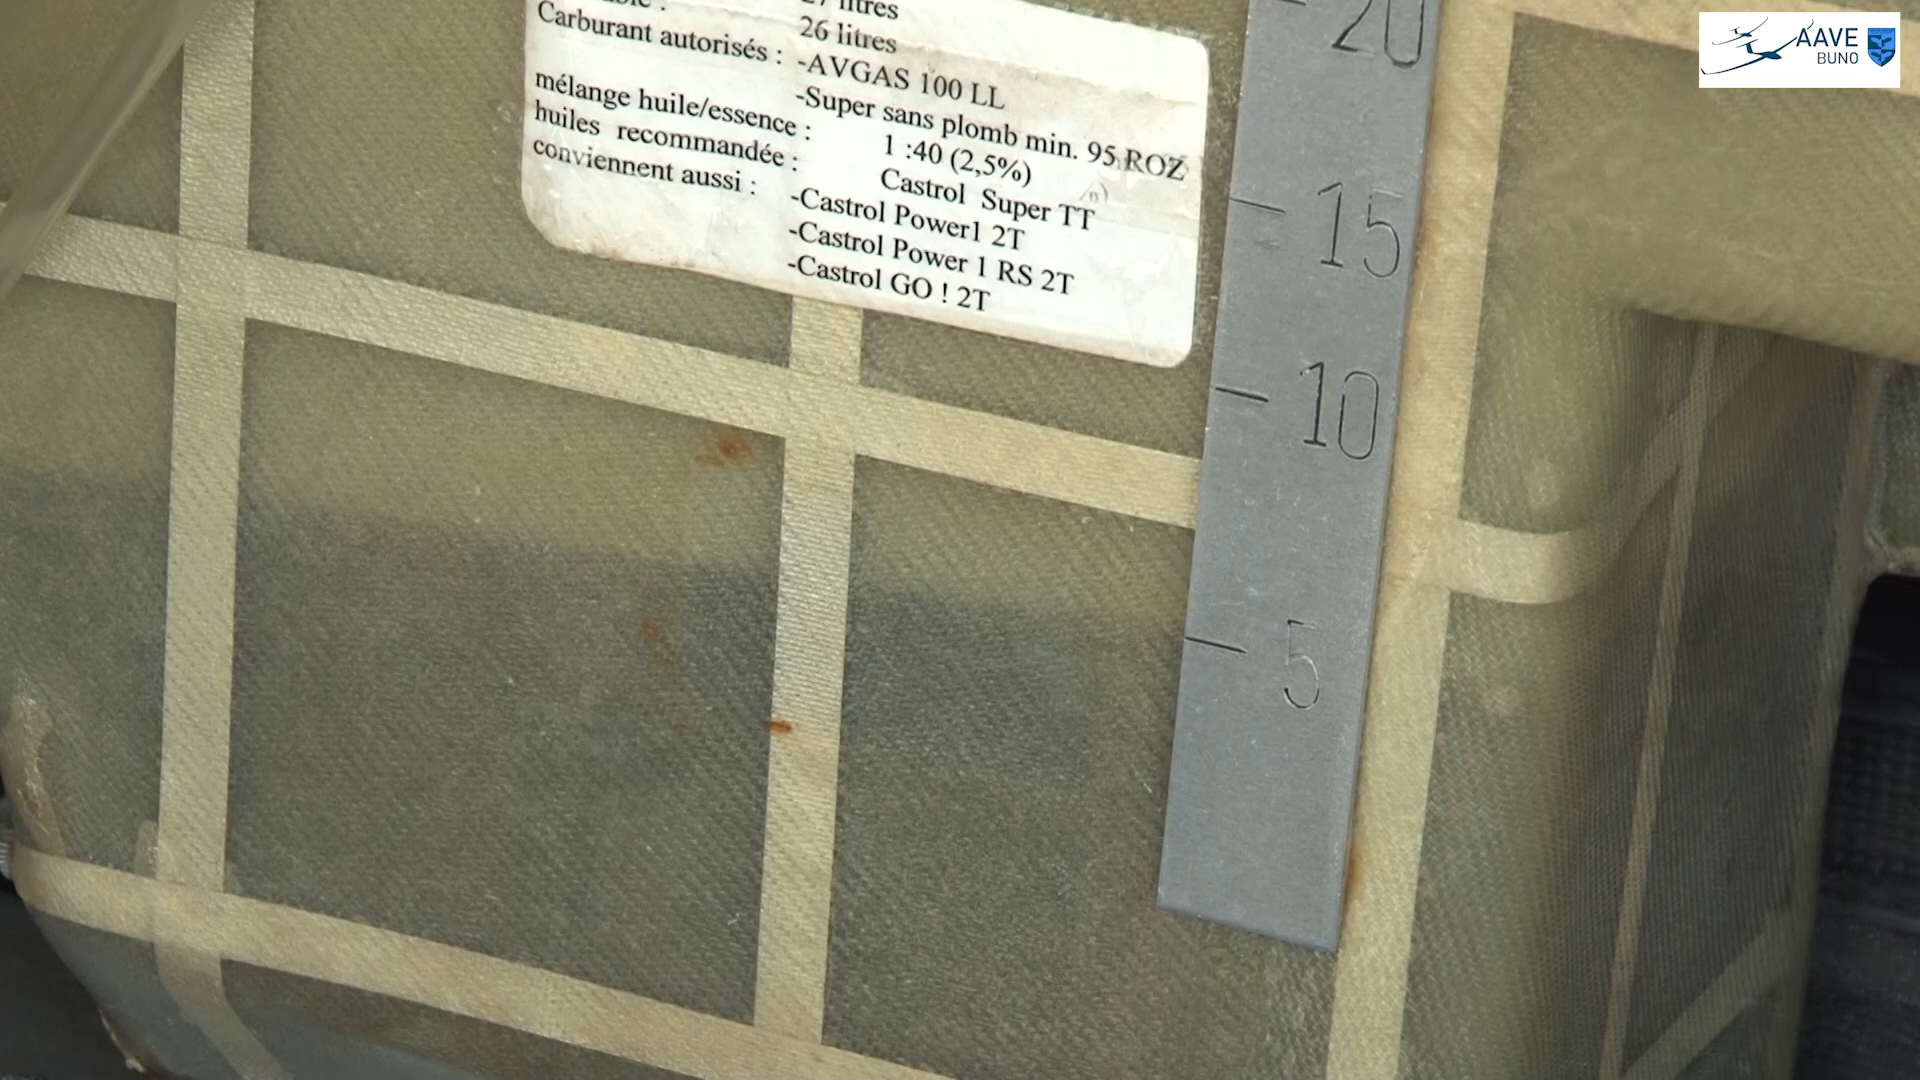 litres
26 litres
Carburant autorisés : -AVGAS 100 LL
-Super sans plomb min. 95 ROZ
mélange huile/essence : 1 :40 (2,5%)
huiles recommandée : Castrol Super TT
conviennent aussi : -Castrol Power1 2T
-Castrol Power 1 RS 2T
-Castrol GO ! 2T
20
15
10
5
AAVE
BUNO